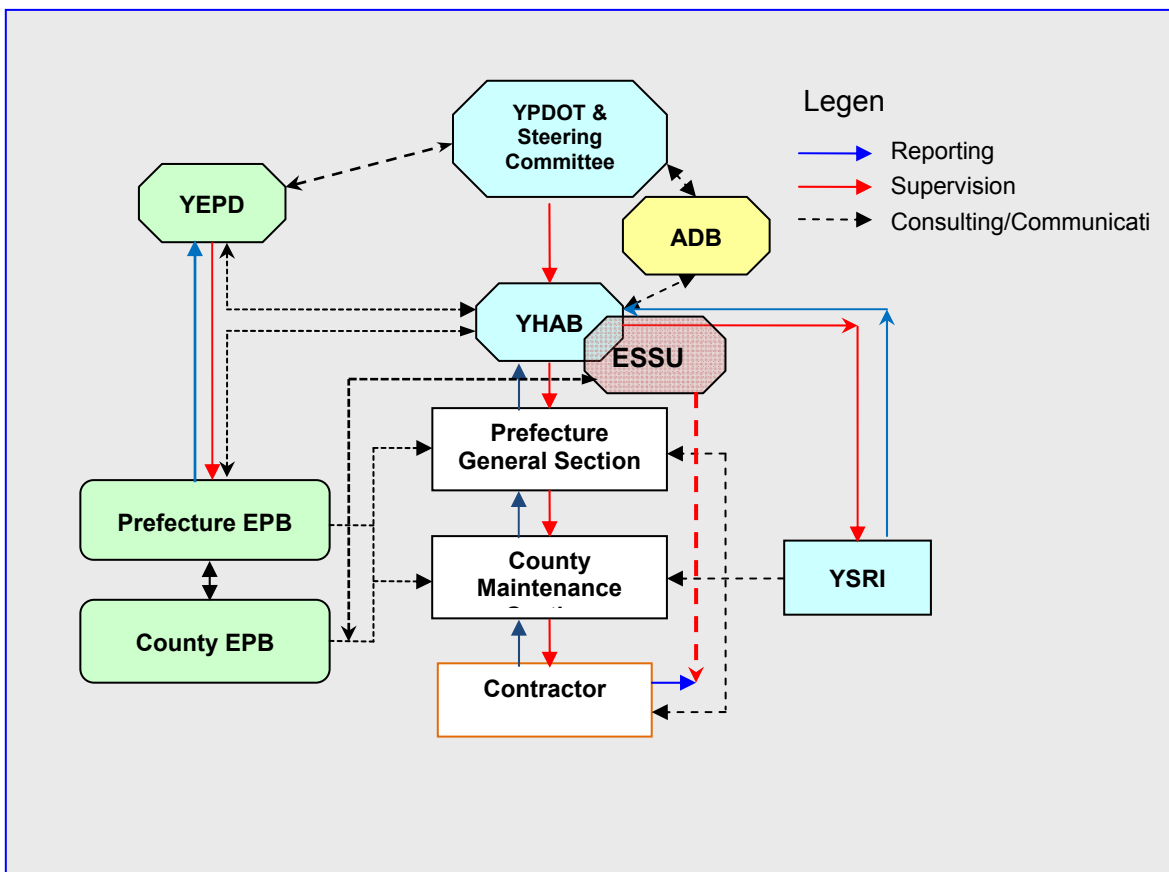 YPDOT &
Steering
Committee
Legen
Reporting
Supervision
Consulting/Communicati
YEPD
ADB
YHAB
ESSU
Prefecture
General Section
Prefecture EPB
County
Maintenance
YSRI
County EPB
Contractor